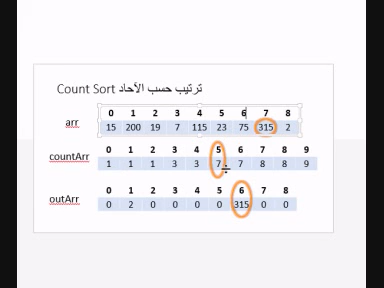 Count Sort ترتيب حسب الآحاد
0 1 2 3 4 5 6 7 8
arr 15 200 19 7 115 23 75 315 2
0 1 2 3 4 5 6 7 8 9
countArr 1 1 1 3 3 7 7 8 8 9
0 1 2 3 4 5 6 7 8
outArr 0 2 0 0 0 0 315 0 0